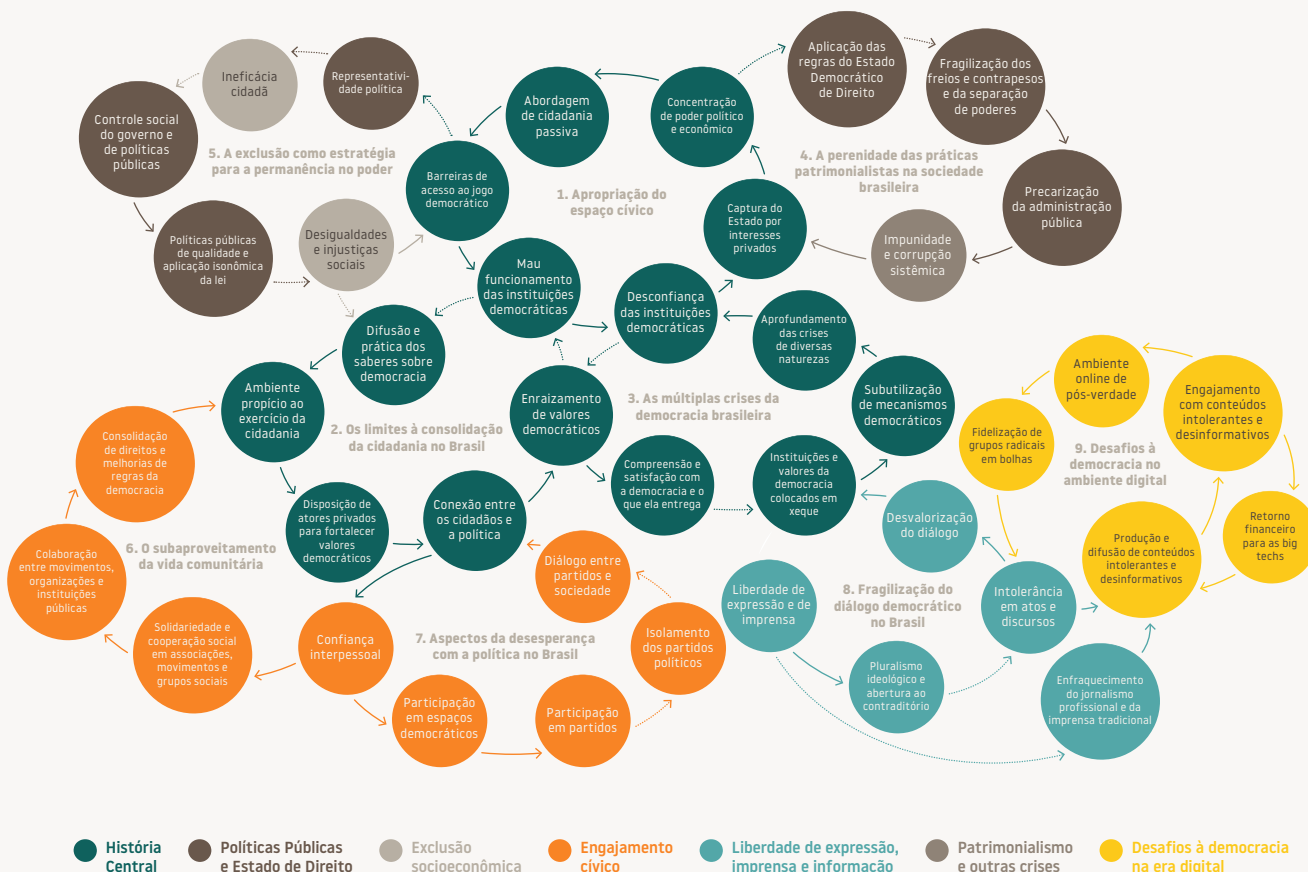 Ineficácia
cidadã
Representativi-
dade política
Controle social
do governo e
de políticas
públicas
5. A exclusão como estratégia
para a permanência no poder
Políticas públicas
de qualidade e
aplicação isonômica
da lei
Desigualdades
e injustiças
sociais
Abordagem
de cidadania
passiva
Concentração
de poder político
e econômico
Barreiras de
acesso ao jogo
democrático
1. Apropriação do
espaço cívico
Captura do
Estado por
interesses
privados
Mau
funcionamento
das instituições
democráticas
Desconfiança
das instituições
democráticas
Aplicação das
regras do Estado
Democrático
de Direito
Fragilização dos
freios e contrapesos
e da separação
de poderes
4. A perenidade das práticas
patrimonialistas na sociedade
brasileira
Precarização
da administração
pública
Impunidade
e corrupção
sistêmica
Difusão e
prática dos
saberes sobre
democracia
Ambiente
propício ao
exercício da
cidadania
2. Os limites à consolidação
da cidadania no Brasil
Enraizamento
de valores
democráticos
Disposição de
atores privados
para fortalecer
valores
democráticos
Conexão entre
os cidadãos e
a política
Aprofundamento
das crises
de diversas
naturezas
Subutilização
de mecanismos
democráticos
3. As múltiplas crises da
democracia brasileira
Compreensão e
satisfação com
a democracia e o
que ela entrega
Instituições e
valores da
democracia
colocados em
xeque
Consolidação
de direitos e
melhorias de
regras da
democracia
Colaboração
entre movimentos,
organizações e
instituições
públicas
6. O subaproveitamento
da vida comunitária
Solidariedade e
cooperação social
em associações,
movimentos e
grupos sociais
Confiança
interpessoal
7. Aspectos da desesperança
com a política no Brasil
Diálogo entre
partidos e
sociedade
Isolamento
dos partidos
políticos
Participação
em espaços
democráticos
Participação
em partidos
Desvalorização
do diálogo
Liberdade de
expressão e de
imprensa
8. Fragilização do
diálogo democrático
no Brasil
Intolerância
em atos e
discursos
Pluralismo
ideológico e
abertura ao
contraditório
Enfraquecimento
do jornalismo
profissional e da
imprensa tradicional
Ambiente
online de
pós-verdade
Engajamento
com conteúdos
intolerantes e
desinformativos
Fidelização de
grupos radicais
em bolhas
9. Desafios à
democracia no
ambiente digital
Produção e
difusão de conteúdos
intolerantes e
desinformativos
Retorno
financeiro
para as big
techs
História
Central
Políticas Públicas
e Estado de Direito
Exclusão
socioeconômica
Engajamento
cívico
Liberdade de expressão,
imprensa e informação
Patrimonialismo
e outras crises
Desafios à democracia
na era digital